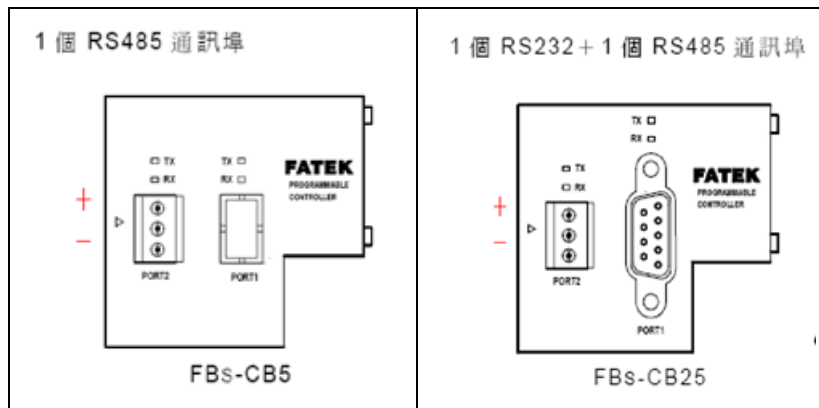 1 個 RS485 通訊埠
TX
TX
RX
RX
FATEK
PROGRAMMABLE
CONTROLLER
+
−
PORT2
PORT1
FBs-CB5
1 個 RS232＋1 個 RS485 通訊埠
TX
RX
TX
RX
FATEK
PROGRAMMABLE
CONTROLLER
+
−
PORT2
PORT1
FBs-CB25